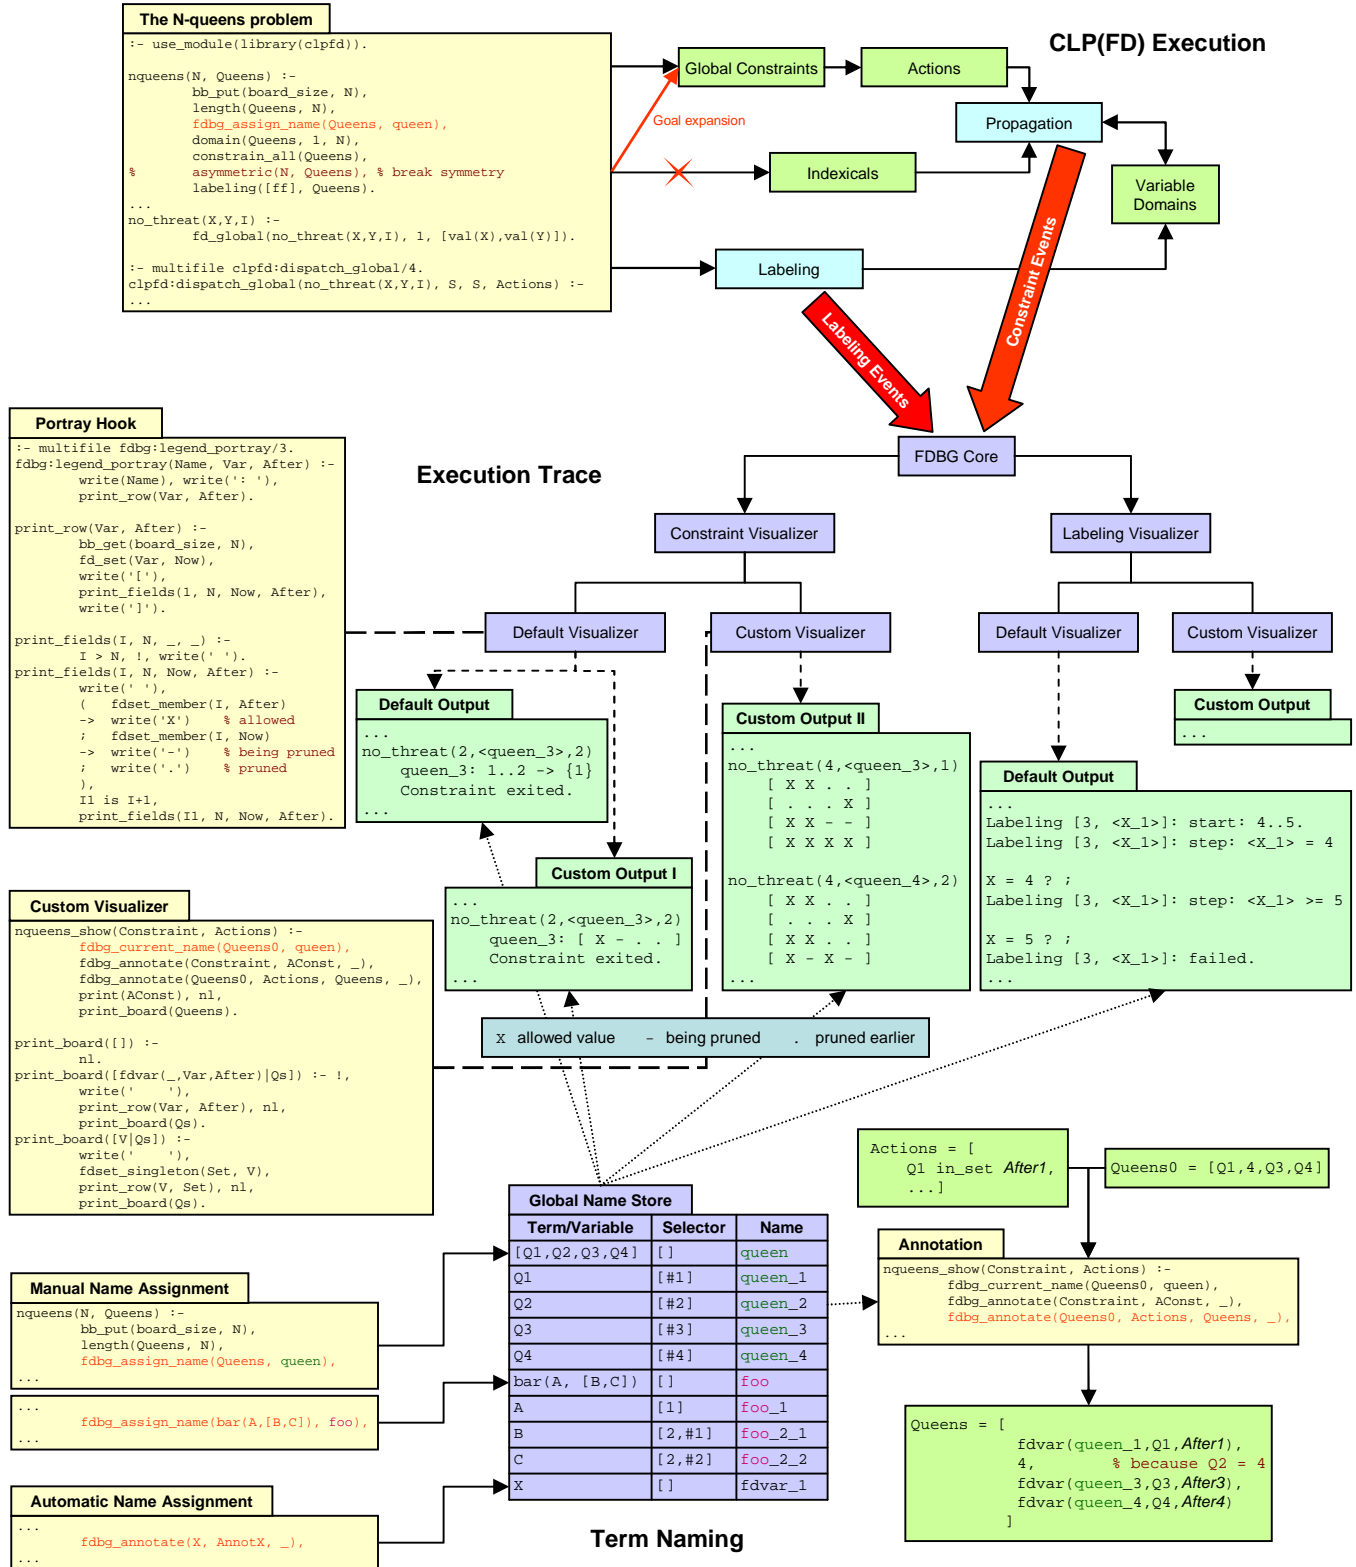 The N-queens problem
:- use_module(library(clpfd)).
nqueens(N, Queens) :-
bb_put(board_size, N),
length(Queens, N),
fdbg_assign_name(Queens, queen),
domain(Queens, 1, N),
constrain_all(Queens),
%       asymmetric(N, Queens), % break symmetry
labeling([ff], Queens).
...
no_threat(X,Y,I) :-
fd_global(no_threat(X,Y,I), 1, [val(X),val(Y)]).
:- multifile clpfd:dispatch_global/4.
clpfd:dispatch_global(no_threat(X,Y,I), S, S, Actions) :-
...
CLP(FD) Execution
Global Constraints
Actions
Goal expansion
Propagation
Indexicals
Variable
Domains
Labeling
Labeling Events
Constraint Events
Portray Hook
:- multifile fdbg:legend_portray/3.
fdbg:legend_portray(Name, Var, After) :-
write(Name), write(': '),
print_row(Var, After).
print_row(Var, After) :-
bb_get(board_size, N),
fd_set(Var, Now),
write('['),
print_fields(1, N, Now, After),
write(']').
print_fields(I, N, _, _) :-
I > N, !, write(' ').
print_fields(I, N, Now, After) :-
write(' '),
(   fdset_member(I, After)
->  write('X')    % allowed
;   fdset_member(I, Now)
->  write('-')    % being pruned
;   write('.')    % pruned
),
I1 is I+1,
print_fields(I1, N, Now, After).
Execution Trace
FDBG Core
Constraint Visualizer
Labeling Visualizer
Default Visualizer
Custom Visualizer
Default Visualizer
Custom Visualizer
Default Output
...
no_threat(2,<queen_3>,2)
queen_3: 1..2 -> {1}
Constraint exited.
...
Custom Output I
...
no_threat(2,<queen_3>,2)
queen_3: [ X - . . ]
Constraint exited.
...
Custom Output II
...
no_threat(4,<queen_3>,1)
[ X X . . ]
[ . . . X ]
[ X X - - ]
[ X X X X ]
no_threat(4,<queen_4>,2)
[ X X . . ]
[ . . . X ]
[ X X . . ]
[ X - X - ]
...
Custom Output
...
Default Output
...
Labeling [3, <X_1>]: start: 4..5.
Labeling [3, <X_1>]: step: <X_1> = 4
X = 4 ? ;
Labeling [3, <X_1>]: step: <X_1> >= 5
X = 5 ? ;
Labeling [3, <X_1>]: failed.
...
X allowed value   - being pruned   . pruned earlier
Custom Visualizer
nqueens_show(Constraint, Actions) :-
fdbg_current_name(Queens0, queen),
fdbg_annotate(Constraint, AConst, _),
fdbg_annotate(Queens0, Actions, Queens, _),
print(AConst), nl,
print_board(Queens).
print_board([]) :-
nl.
print_board([fdvar(_,Var,After)|Qs]) :- !,
write('     '),
print_row(Var, After), nl,
print_board(Qs).
print_board([V|Qs]) :-
write('    '),
fdset_singleton(Set, V),
print_row(V, Set), nl,
print_board(Qs).
Manual Name Assignment
nqueens(N, Queens) :-
bb_put(board_size, N),
length(Queens, N),
fdbg_assign_name(Queens, queen),
...
...
fdbg_assign_name(bar(A,[B,C]), foo),
...
Automatic Name Assignment
...
fdbg_annotate(X, AnnotX, _),
...
Global Name Store
Term/Variable Selector Name
[Q1,Q2,Q3,Q4] [] queen
Q1 [#1] queen_1
Q2 [#2] queen_2
Q3 [#3] queen_3
Q4 [#4] queen_4
bar(A, [B,C]) [] foo
A [1] foo_1
B [2,#1] foo_2_1
C [2,#2] foo_2_2
X [] fdvar_1
Term Naming
Actions = [
Q1 in_set After1,
...]
Queens0 = [Q1,4,Q3,Q4]
Annotation
nqueens_show(Constraint, Actions) :-
fdbg_current_name(Queens0, queen),
fdbg_annotate(Constraint, AConst, _),
fdbg_annotate(Queens0, Actions, Queens, _),
...
Queens = [
fdvar(queen_1,Q1,After1),
4,       % because Q2 = 4
fdvar(queen_3,Q3,After3),
fdvar(queen_4,Q4,After4)
]